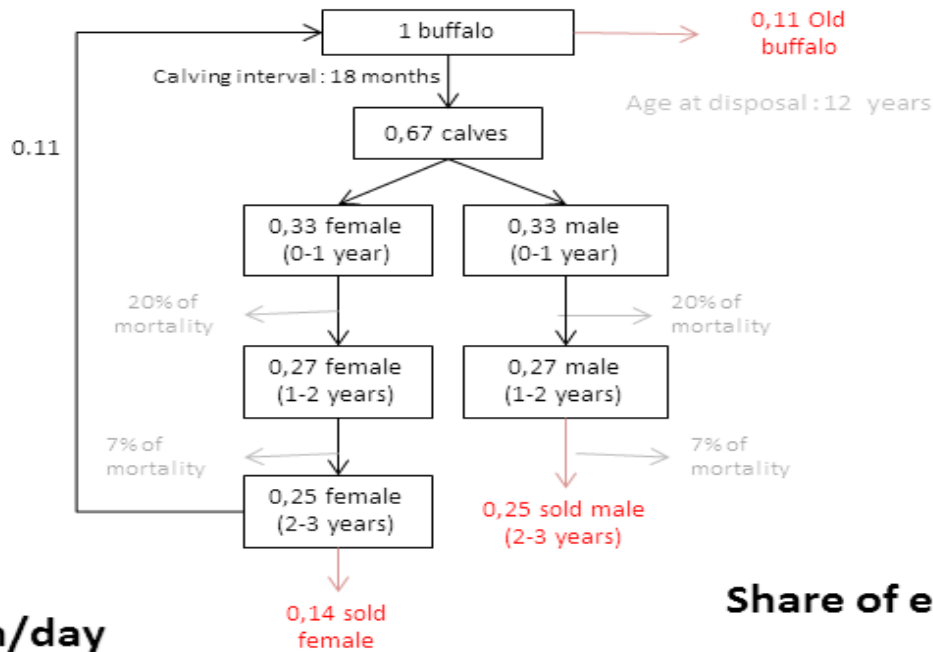 1 buffalo
0,11 Old
buffalo
Calving interval: 18 months
Age at disposal: 12 years
0,67 calves
0.11
0,33 female
(0-1 year)
0,33 male
(0-1 year)
20% of
mortality
20% of
mortality
0,27 female
(1-2 years)
0,27 male
(1-2 years)
7% of
mortality
7% of
mortality
0,25 female
(2-3 years)
0,25 sold male
(2-3 years)
0,14 sold
female
Share of e
/day